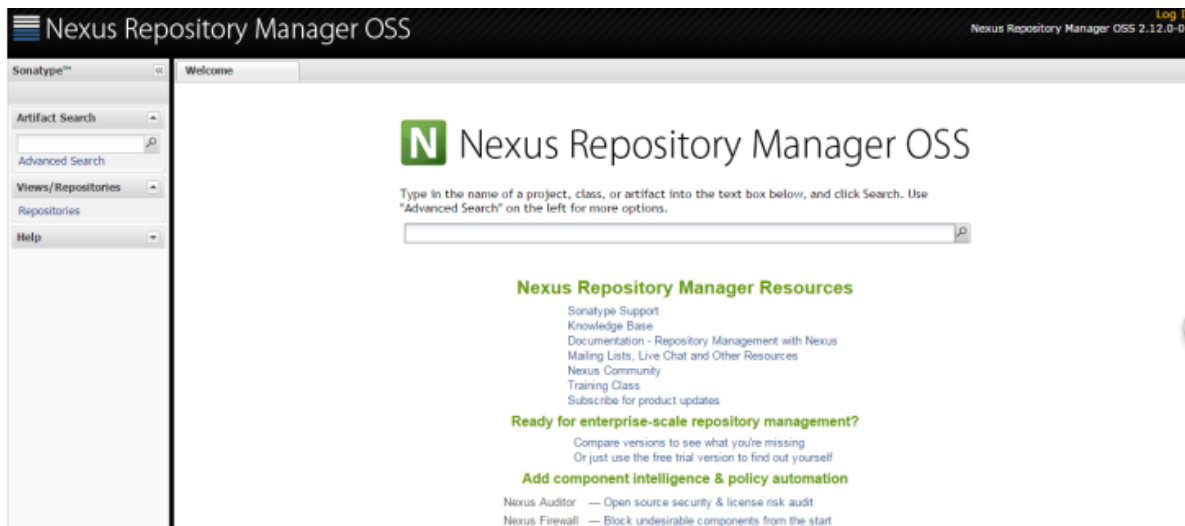 Nexus Repository Manager OSS
Log I
Nexus Repository Manager OSS 2.12.0-0
Sonatype™
Welcome
Artifact Search
Advanced Search
Views/Repositories
Repositories
Help
N Nexus Repository Manager OSS
Type in the name of a project, class, or artifact into the text box below, and click Search. Use
"Advanced Search" on the left for more options.
Nexus Repository Manager Resources
Sonatype Support
Knowledge Base
Documentation - Repository Management with Nexus
Mailing Lists, Live Chat and Other Resources
Nexus Community
Training Class
Subscribe for product updates
Ready for enterprise-scale repository management?
Compare versions to see what you're missing
Or just use the free trial version to find out yourself
Add component intelligence & policy automation
Nexus Auditor — Open source security & license risk audit
Nexus Firewall — Block undesirable components from the start